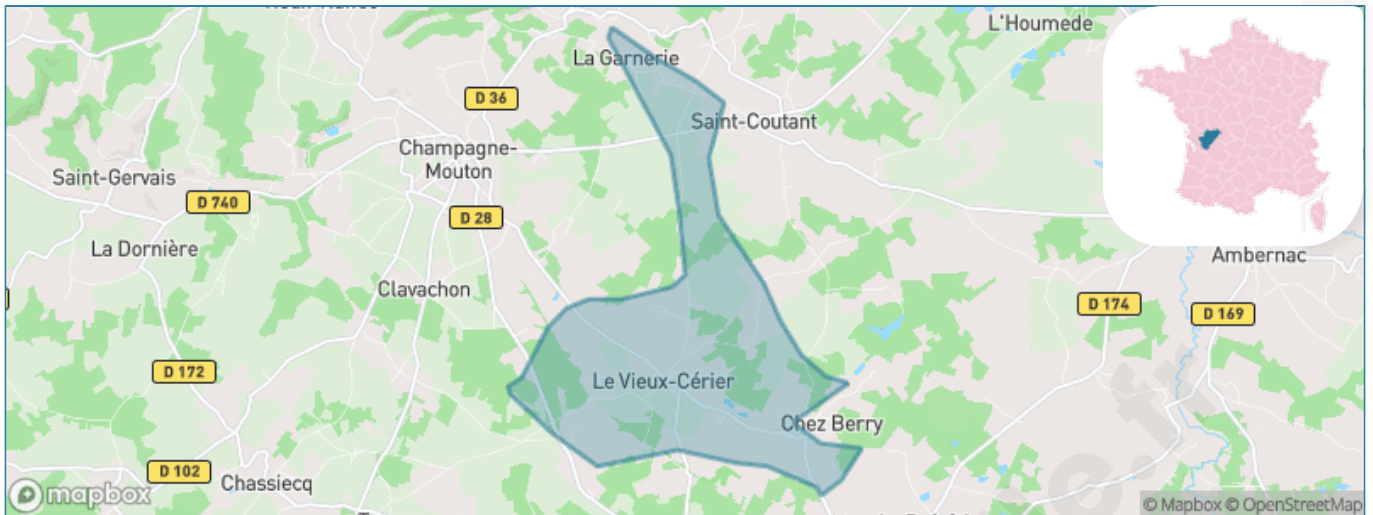 L'Houmede
La Garnerie
D 36
Saint-Coutant
Champagne-
Mouton
Saint-Gervais
D 740
D 28
La Dornière
Ambernac
Clavachon
D 174
D 169
D 172
Le Vieux-Cérier
Chez Berry
D 102
Chassiecq
mapbox
© Mapbox © OpenStreetMap